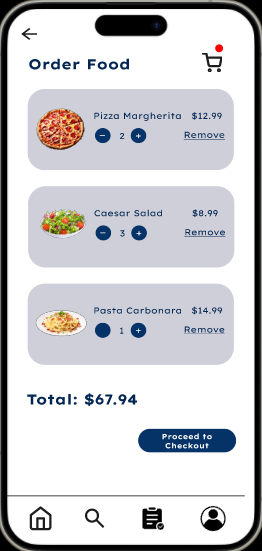 Order Food
Pizza Margherita $12.99
− 2 +
Remove
Caesar Salad $8.99
− 3 +
Remove
Pasta Carbonara $14.99
1 +
Remove
Total: $67.94
Proceed to
Checkout